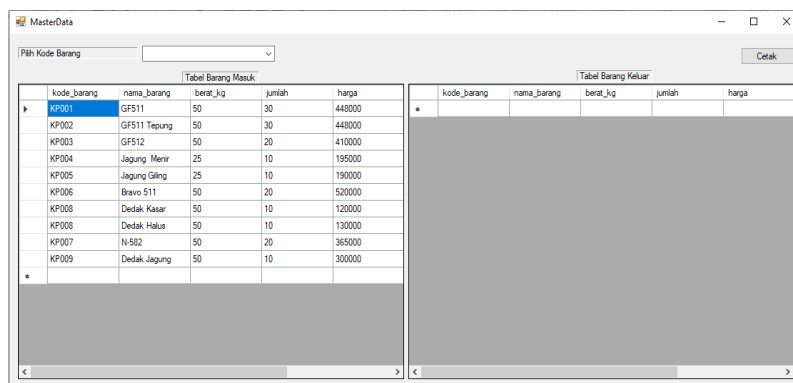 MasterData
Pilih Kode Barang
Cetak
Tabel Barang Masuk
kode_barang nama_barang berat_kg jumlah harga
KP001 GF511 50 30 448000
KP002 GF511 Tepung 50 30 448000
KP003 GF512 50 20 410000
KP004 Jagung Menir 25 10 195000
KP005 Jagung Giling 25 10 190000
KP006 Bravo 511 50 20 520000
KP008 Dedak Kasar 50 10 120000
KP008 Dedak Halus 50 10 130000
KP007 N-582 50 20 365000
KP009 Dedak Jagung 50 10 300000
Tabel Barang Keluar
kode_barang nama_barang berat_kg jumlah harga